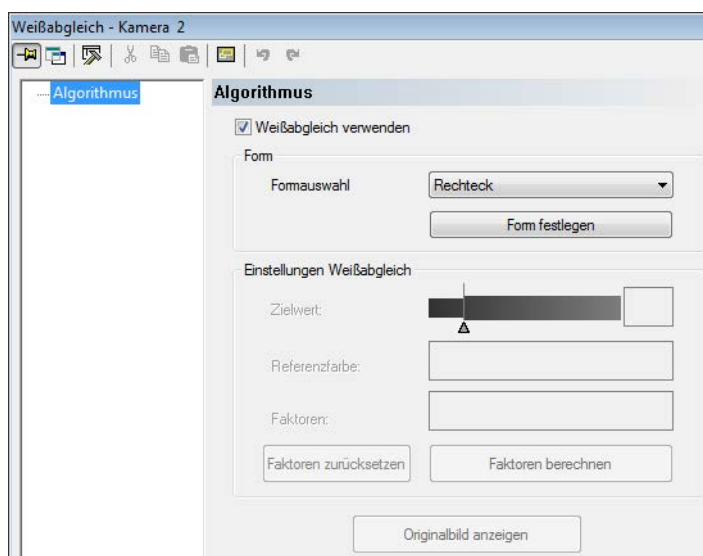 Weißabgleich - Kamera 2
Algorithmus
Algorithmus
Weißabgleich verwenden
Form
Formauswahl
Rechteck
Form festlegen
Einstellungen Weißabgleich
Zielwert:
Referenzfarbe:
Faktoren:
Faktoren zurücksetzen
Faktoren berechnen
Originalbild anzeigen